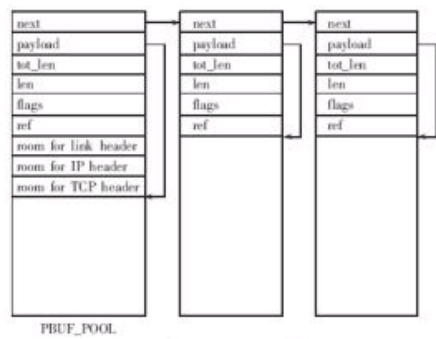 next
payload
tot_len
len
flags
ref
room for link header
room for IP header
room for TCP header
next
payload
tot_len
len
flags
ref
next
payload
tot_len
len
flags
ref
PBUF_POOL